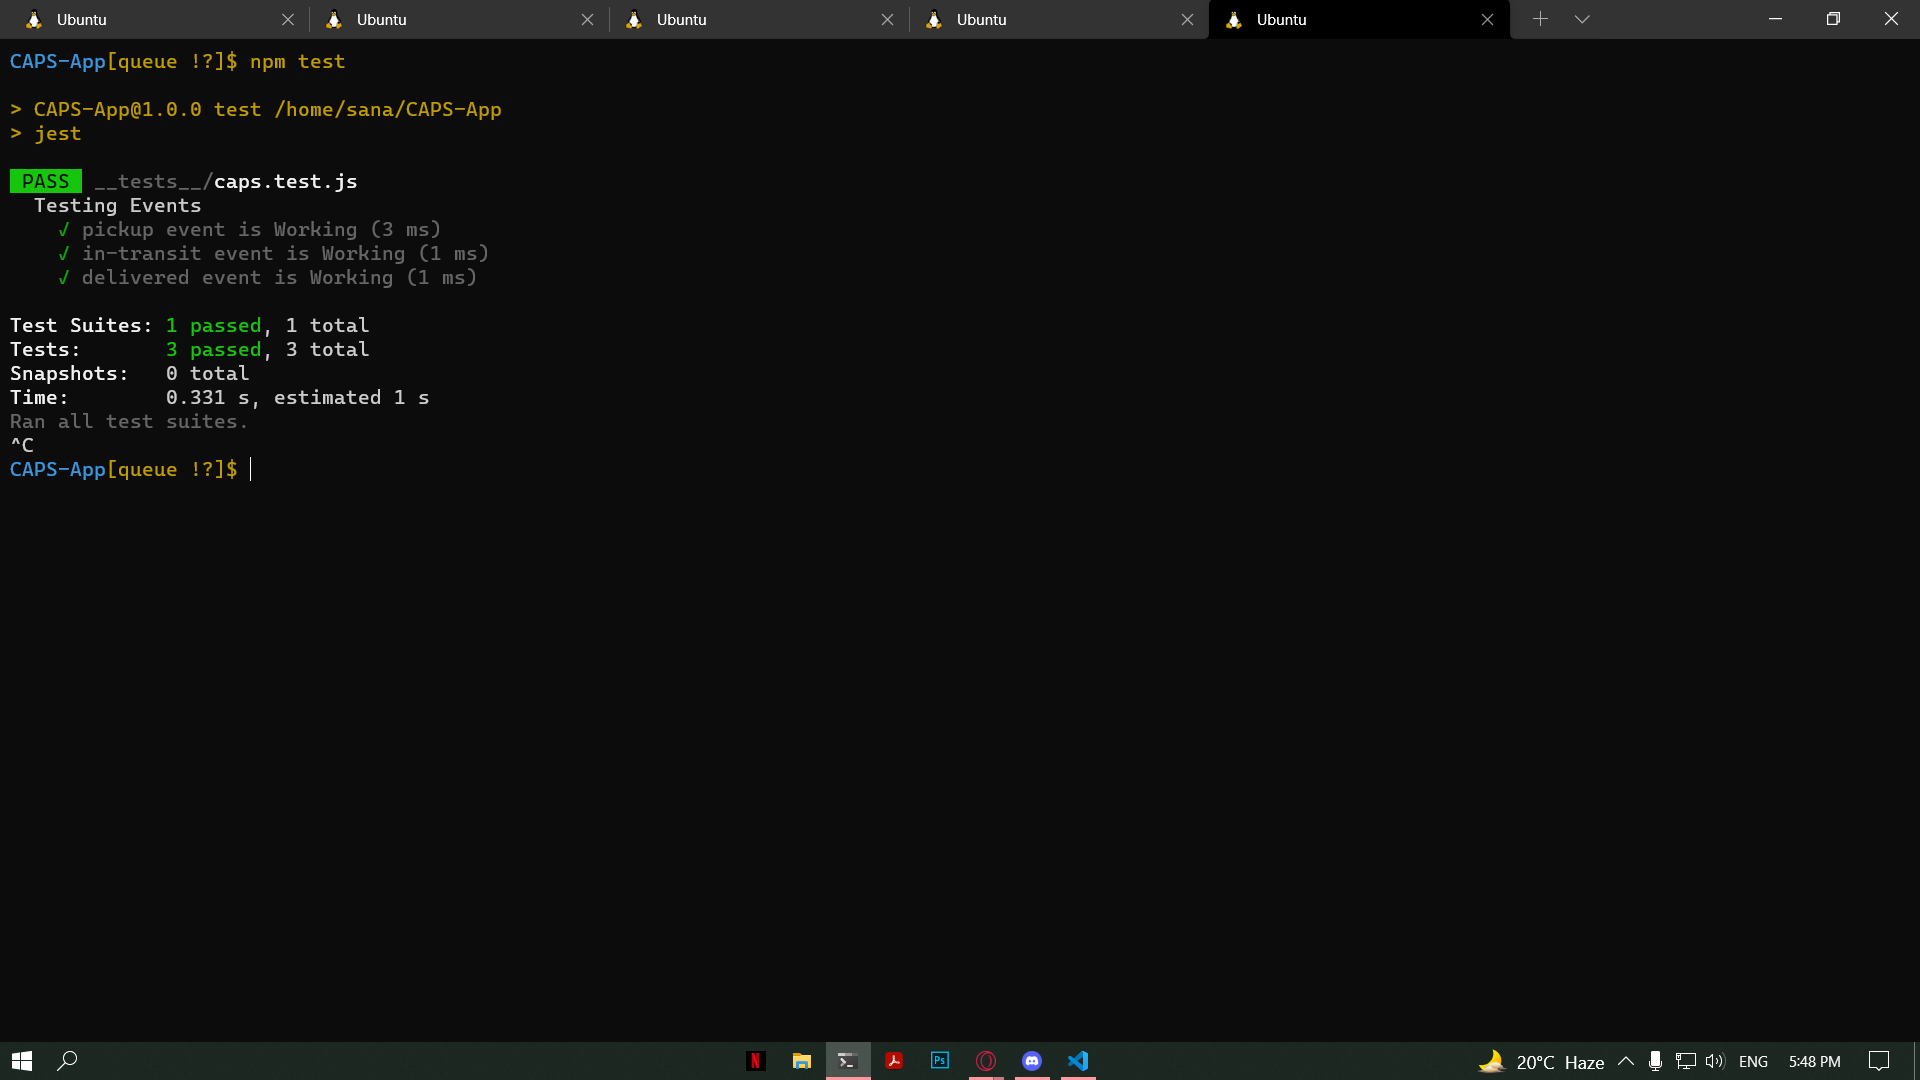 Ubuntu Ubuntu Ubuntu Ubuntu Ubuntu
CAPS-App[queue !?]$ npm test
> CAPS-App@1.0.0 test /home/sana/CAPS-App
> jest
PASS __tests__/caps.test.js
Testing Events
√ pickup event is Working (3 ms)
√ in-transit event is Working (1 ms)
√ delivered event is Working (1 ms)
Test Suites: 1 passed, 1 total
Tests: 3 passed, 3 total
Snapshots: 0 total
Time: 0.331 s, estimated 1 s
Ran all test suites.
^C
CAPS-App[queue !?]$
N Ps 20°C Haze ENG 5:48 PM